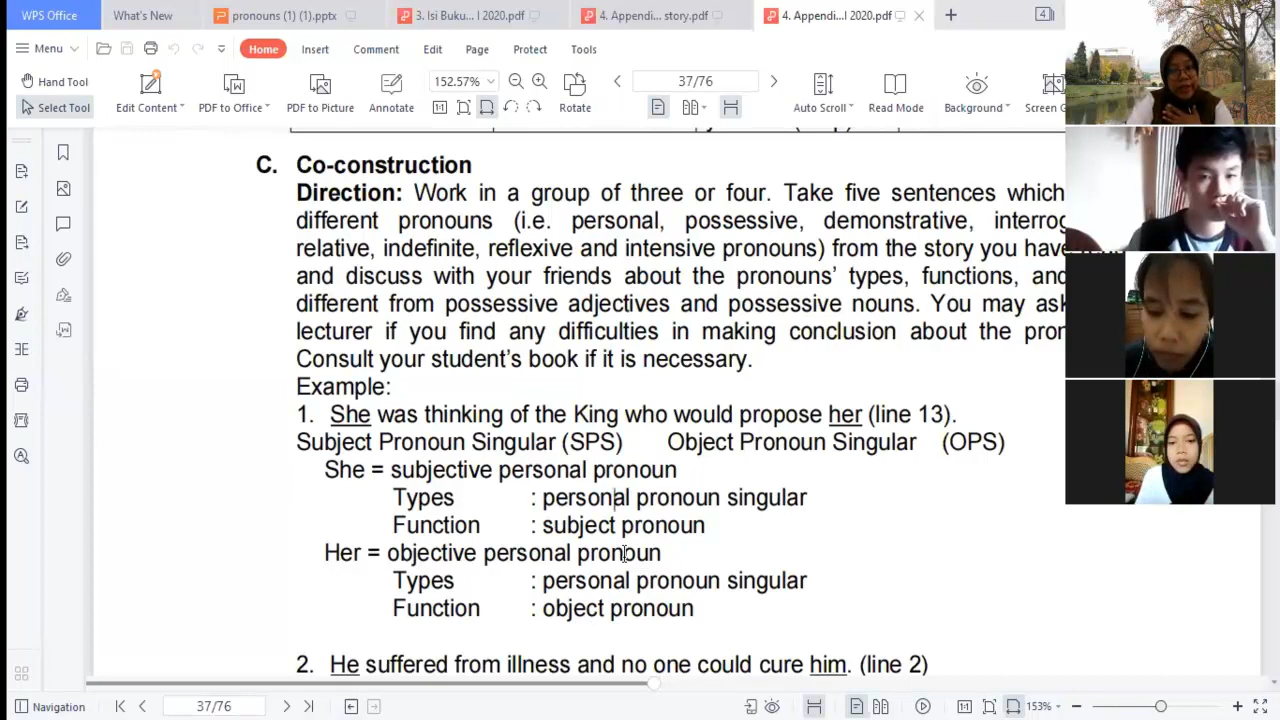 WPS Office What's New pronouns (1) (1).pptx 3. Isi Buku... I 2020.pdf 4. Appendi... story.pdf 4. Appendi...I 2020.pdf 4
Menu Home Insert Comment Edit Page Protect Tools
Hand Tool 152.57% 37/76
Select Tool Edit Content PDF to Office PDF to Picture Annotate Rotate Auto Scroll Read Mode Background Screen G
C. Co-construction
Direction: Work in a group of three or four. Take five sentences which
different pronouns (i.e. personal, possessive, demonstrative, interrog
relative, indefinite, reflexive and intensive pronouns) from the story you have
and discuss with your friends about the pronouns' types, functions, and
different from possessive adjectives and possessive nouns. You may ask
lecturer if you find any difficulties in making conclusion about the pron
Consult your student's book if it is necessary.
Example:
1. She was thinking of the King who would propose her (line 13).
Subject Pronoun Singular (SPS) Object Pronoun Singular (OPS)
She = subjective personal pronoun
Types : personal pronoun singular
Function : subject pronoun
Her = objective personal pronoun
Types : personal pronoun singular
Function : object pronoun
2. He suffered from illness and no one could cure him. (line 2)
Navigation 37/76 153%